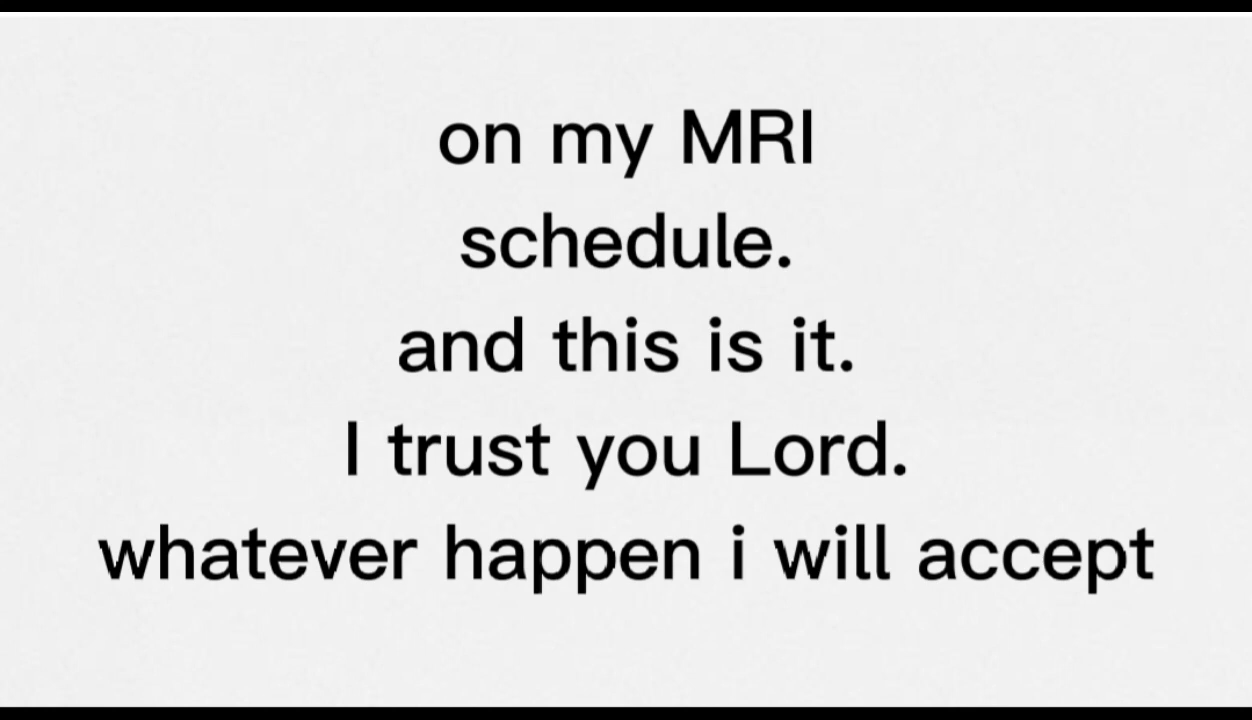 on my MRI
schedule.
and this is it.
I trust you Lord.
whatever happen i will accept